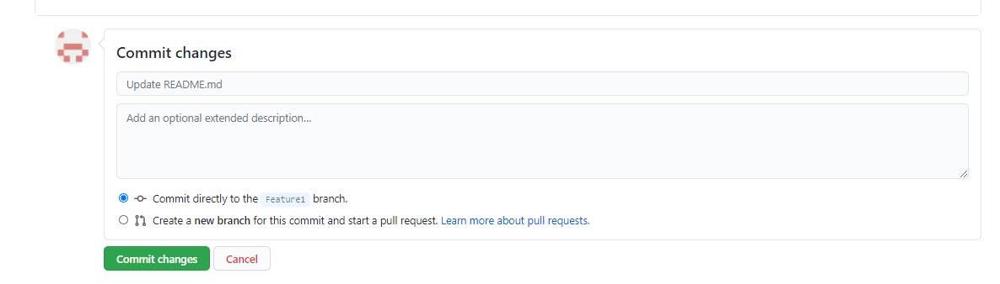 Commit changes
Update README.md
Add an optional extended description...
Commit directly to the Feature1 branch.
Create a new branch for this commit and start a pull request. Learn more about pull requests.
Commit changes Cancel